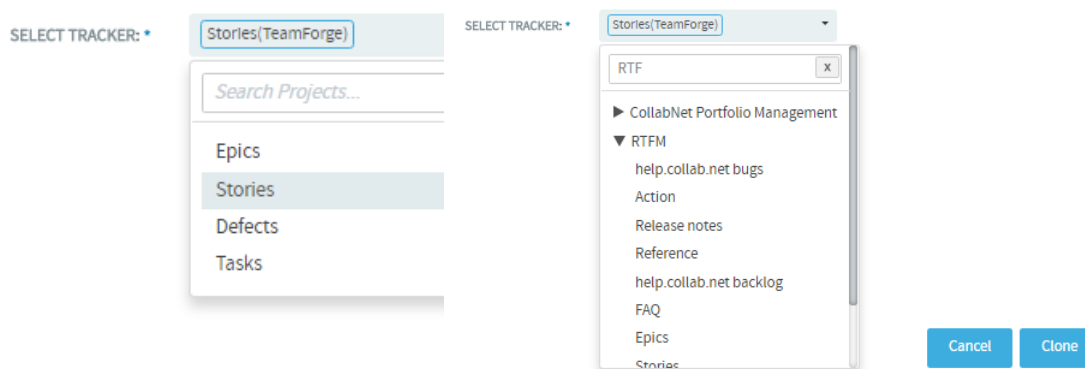 SELECT TRACKER: *
Stories(TeamForge)
Search Projects...
Epics
Stories
Defects
Tasks
SELECT TRACKER: *
Stories(TeamForge)
RTF
X
CollabNet Portfolio Management
RTFM
help.collab.net bugs
Action
Release notes
Reference
help.collab.net backlog
FAQ
Epics
Stories
Cancel
Clone